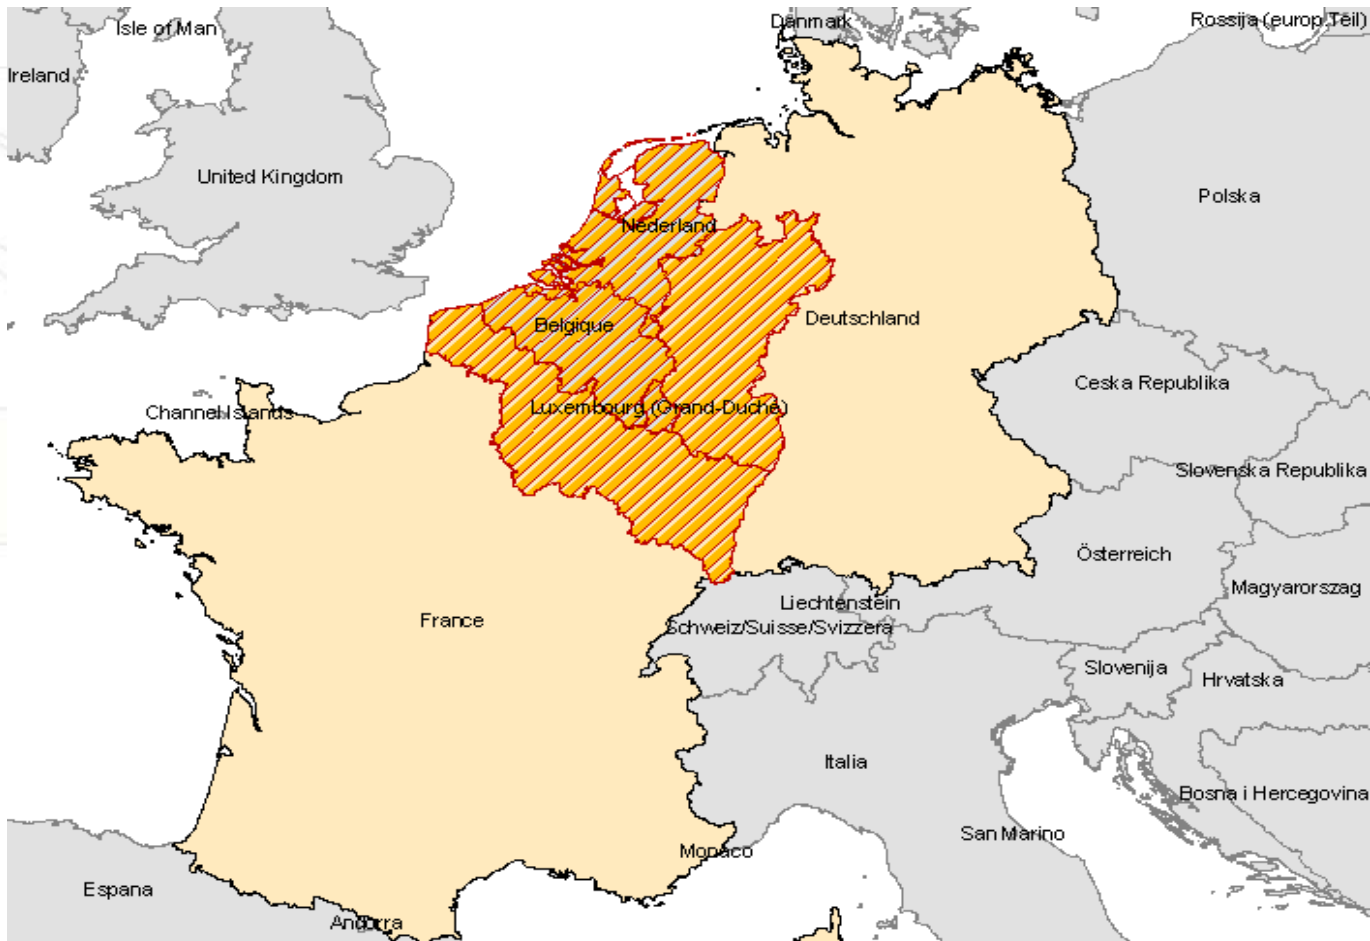 Danmark
Rossija (europ.Teil)
Isle of Man
Ireland
United Kingdom
Polska
Nederland
Deutschland
Belgique
Ceska Republika
Channel Islands
Luxembourg (Grand-Duché)
Slovenska Republika
Österreich
Magyarorszag
Liechtenstein
France
Schweiz/Suisse/Svizzera
Slovenija
Hrvatska
Italia
Bosna i Hercegovina
San Marino
Monaco
Espana
Andorra